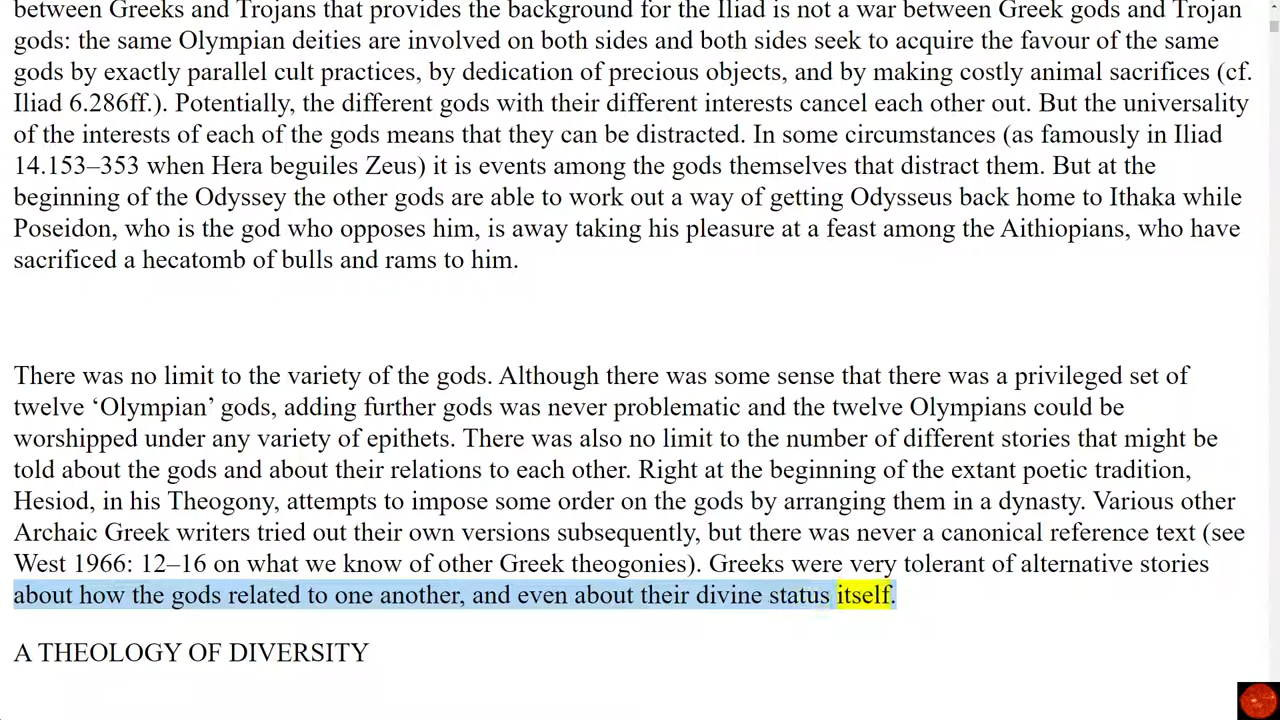 between Greeks and Trojans that provides the background for the Iliad is not a war between Greek gods and Trojan
gods: the same Olympian deities are involved on both sides and both sides seek to acquire the favour of the same
gods by exactly parallel cult practices, by dedication of precious objects, and by making costly animal sacrifices (cf.
Iliad 6.286ff.). Potentially, the different gods with their different interests cancel each other out. But the universality
of the interests of each of the gods means that they can be distracted. In some circumstances (as famously in Iliad
14.153–353 when Hera beguiles Zeus) it is events among the gods themselves that distract them. But at the
beginning of the Odyssey the other gods are able to work out a way of getting Odysseus back home to Ithaka while
Poseidon, who is the god who opposes him, is away taking his pleasure at a feast among the Aithiopians, who have
sacrificed a hecatomb of bulls and rams to him.
There was no limit to the variety of the gods. Although there was some sense that there was a privileged set of
twelve ‘Olympian’ gods, adding further gods was never problematic and the twelve Olympians could be
worshipped under any variety of epithets. There was also no limit to the number of different stories that might be
told about the gods and about their relations to each other. Right at the beginning of the extant poetic tradition,
Hesiod, in his Theogony, attempts to impose some order on the gods by arranging them in a dynasty. Various other
Archaic Greek writers tried out their own versions subsequently, but there was never a canonical reference text (see
West 1966: 12–16 on what we know of other Greek theogonies). Greeks were very tolerant of alternative stories
about how the gods related to one another, and even about their divine status itself.
A THEOLOGY OF DIVERSITY